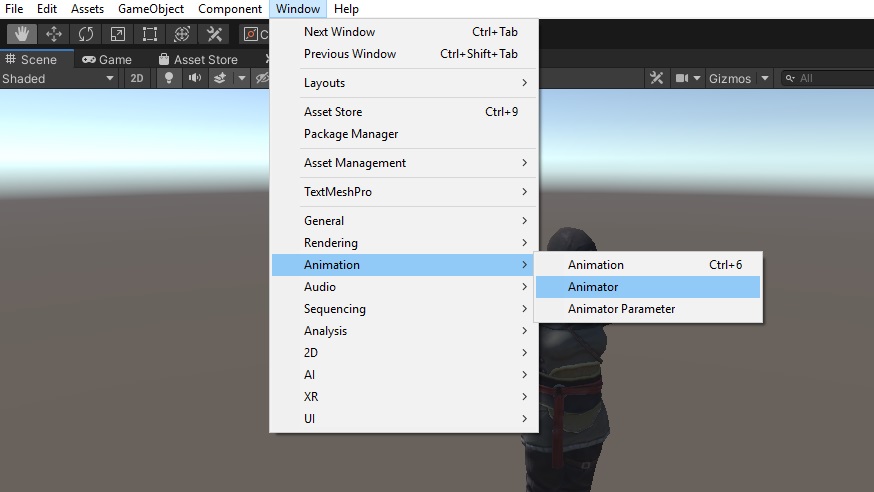 File Edit Assets GameObject Component Window Help
# Scene Game Asset Store
Shaded 2D Gizmos All
Next Window Ctrl+Tab
Previous Window Ctrl+Shift+Tab
Layouts
Asset Store Ctrl+9
Package Manager
Asset Management
TextMeshPro
General
Rendering
Animation
Audio
Sequencing
Analysis
2D
AI
XR
UI
Animation Ctrl+6
Animator
Animator Parameter